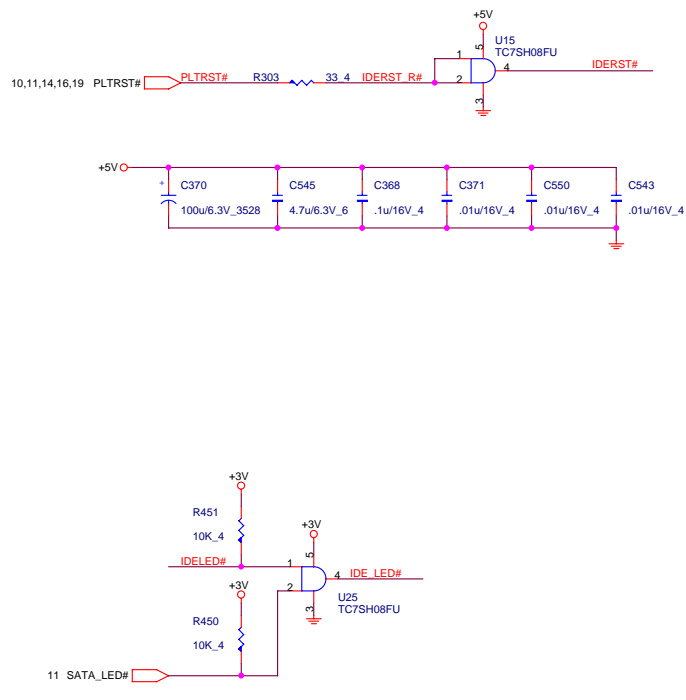 +5V
U15
TC7SH08FU
5
1
2
4
3
IDERST#
10,11,14,16,19 PLTRST#
PLTRST#
R303
33_4
IDERST_R#
+5V
+
C370
100u/6.3V_3528
C545
4.7u/6.3V_6
C368
.1u/16V_4
C371
.01u/16V_4
C550
.01u/16V_4
C543
.01u/16V_4
+3V
R451
10K_4
+3V
IDELED#
5
1
2
4
3
IDE_LED#
U25
TC7SH08FU
+3V
R450
10K_4
11 SATA_LED#